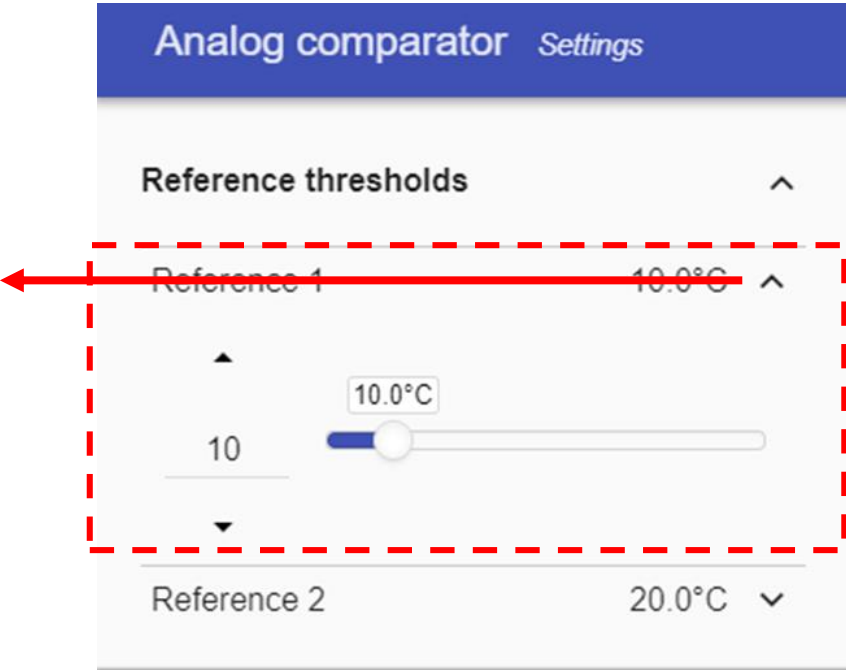 Analog comparator Settings
Reference thresholds
Reference 1 10.0°C
10.0°C
10
Reference 2 20.0°C